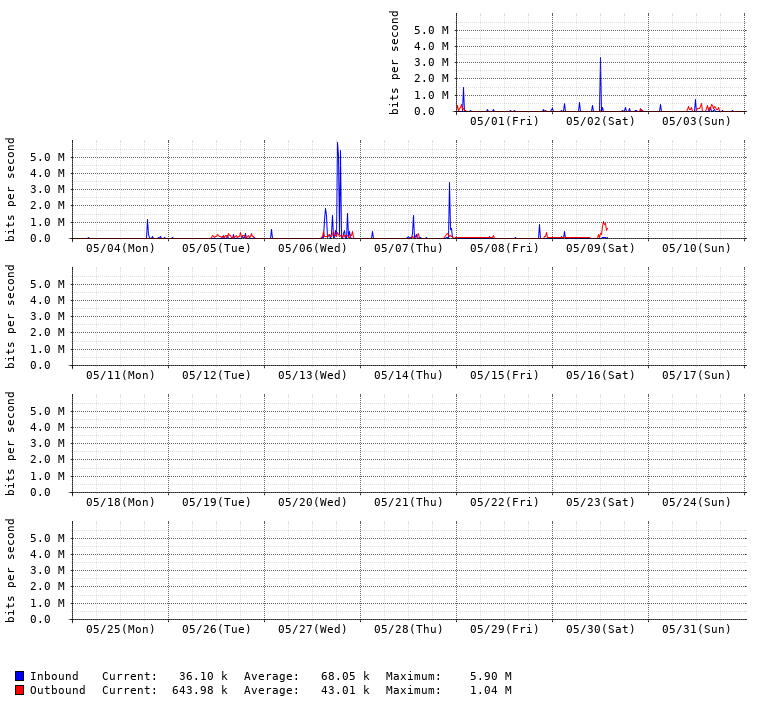 bits per second
5.0 M
4.0 M
3.0 M
2.0 M
1.0 M
0.0
05/01(Fri) 05/02(Sat) 05/03(Sun)
bits per second
5.0 M
4.0 M
3.0 M
2.0 M
1.0 M
0.0
05/04(Mon) 05/05(Tue) 05/06(Wed) 05/07(Thu) 05/08(Fri) 05/09(Sat) 05/10(Sun)
bits per second
5.0 M
4.0 M
3.0 M
2.0 M
1.0 M
0.0
05/11(Mon) 05/12(Tue) 05/13(Wed) 05/14(Thu) 05/15(Fri) 05/16(Sat) 05/17(Sun)
bits per second
5.0 M
4.0 M
3.0 M
2.0 M
1.0 M
0.0
05/18(Mon) 05/19(Tue) 05/20(Wed) 05/21(Thu) 05/22(Fri) 05/23(Sat) 05/24(Sun)
bits per second
5.0 M
4.0 M
3.0 M
2.0 M
1.0 M
0.0
05/25(Mon) 05/26(Tue) 05/27(Wed) 05/28(Thu) 05/29(Fri) 05/30(Sat) 05/31(Sun)
Inbound Current: 36.10 k Average: 68.05 k Maximum: 5.90 M
Outbound Current: 643.98 k Average: 43.01 k Maximum: 1.04 M